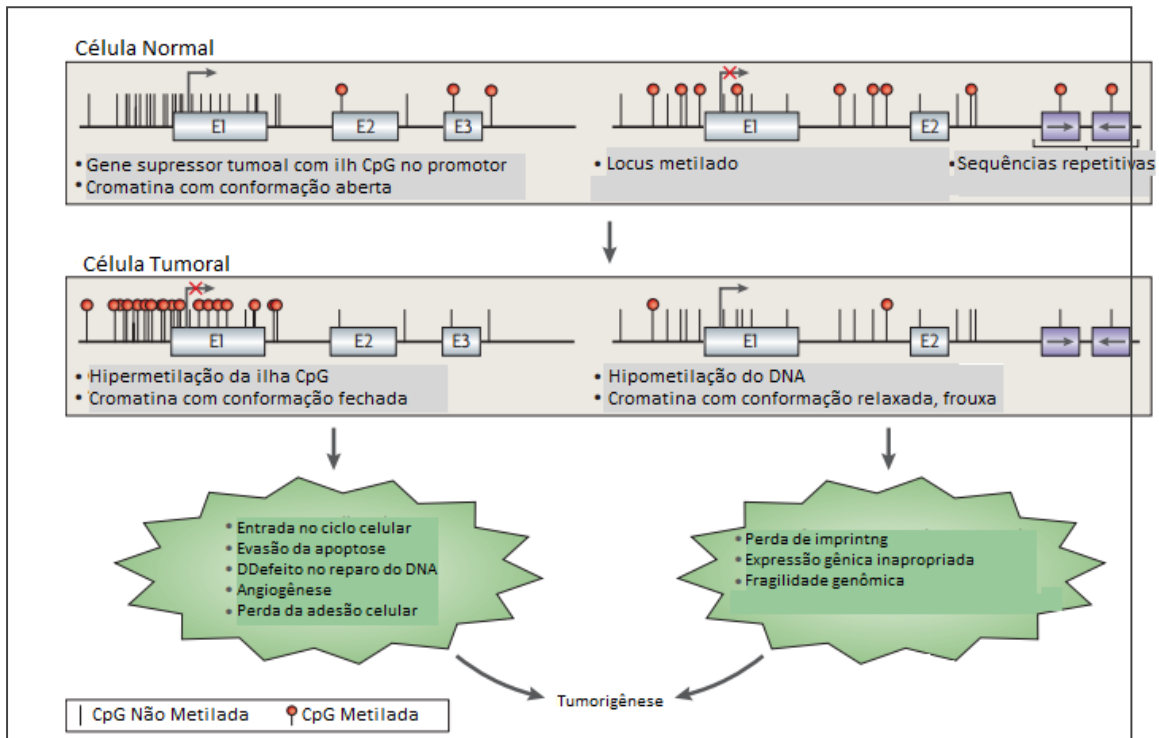 Célula Normal
E1 E2 E3 E1 E2
• Gene supressor tumoal com ilh CpG no promotor
• Cromatina com conformação aberta
• Locus metilado
• Sequências repetitivas
Célula Tumoral
E1 E2 E3 E1 E2
• Hipermetilação da ilha CpG
• Cromatina com conformação fechada
• Hipometilação do DNA
• Cromatina com conformação relaxada, frouxa
• Entrada no ciclo celular
• Evasão da apoptose
• DDefeito no reparo do DNA
• Angiogênese
• Perda da adesão celular
• Perda de imprintng
• Expressão gênica inapropriada
• Fragilidade genômica
Tumorigênese
CpG Não Metilada CpG Metilada